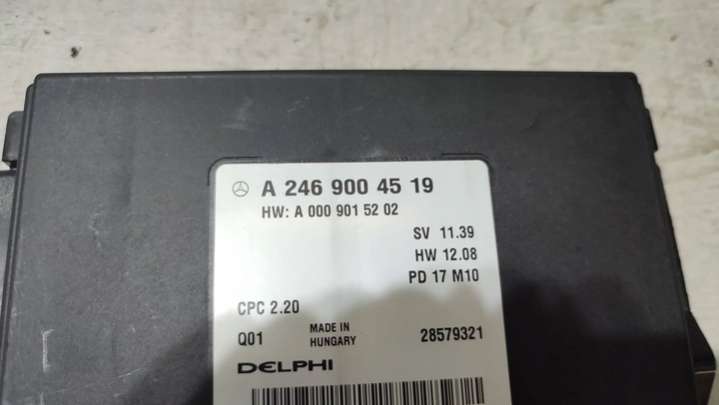 A 246 900 45 19
HW: A 000 901 52 02
SV 11.39
HW 12.08
PD 17 M10
CPC 2.20
Q01
MADE IN
HUNGARY
28579321
DELPHI